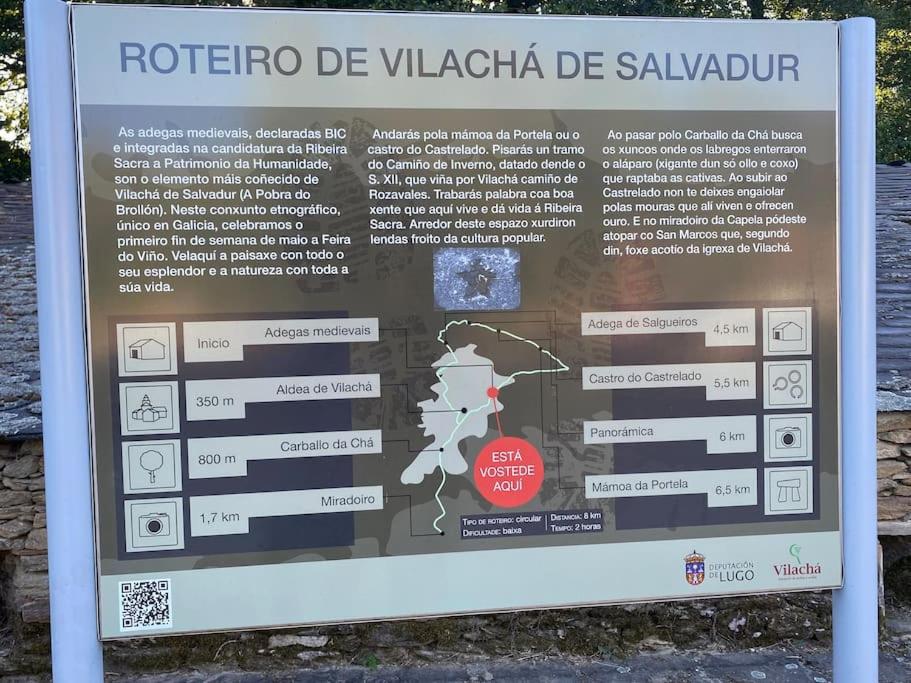 ROTEIRO DE VILACHÁ DE SALVADUR
As adegas medievais, declaradas BIC
e integradas na candidatura da Ribeira
Sacra a Patrimonio da Humanidade,
son o elemento máis coñecido de
Vilachá de Salvador (A Pobra do
Brollón). Neste conxunto etnográfico,
único en Galicia, celebramos o
primeiro fin de semana de maio a Feira
do Viño. Velaquí a paisaxe con todo o
seu esplendor e a natureza con toda a
súa vida.
Andarás pola mámoa da Portela ou o
castro do Castrelado. Pisarás un tramo
do Camiño de Inverno, datado dende o
S. XII, que viña por Vilachá camiño de
Rozavales. Trabarás palabra coa boa
xente que aquí vive e dá vida á Ribeira
Sacra. Arredor deste espazo xurdiron
lendas froito da cultura popular.
Ao pasar polo Carballo da Chá busca
os xuncos onde os labregos enterraron
o aláparo (xigante dun só ollo e coxo)
que raptaba as cativas. Ao subir ao
Castrelado non te deixes engaiolar
polas mouras que alí viven e ofrecen
ouro. E no miradoiro da Capela pódeste
atopar co San Marcos que, segundo
din, foxe acotío da igrexa de Vilachá.
Inicio
Adegas medievais
350 m
Aldea de Vilachá
800 m
Carballo da Chá
1,7 km
Miradoiro
Adega de Salgueiros
4,5 km
Castro do Castrelado
5,5 km
Panorámica
6 km
Mámoa da Portela
6,5 km
ESTÁ
VOSTEDE
AQUÍ
TIPO DE ROTEIRO: circular
DISTANCIA: 8 km
DIFICULTADE: baixa
TEMPO: 2 horas
DEPUTACIÓN
DE LUGO
Vilachá